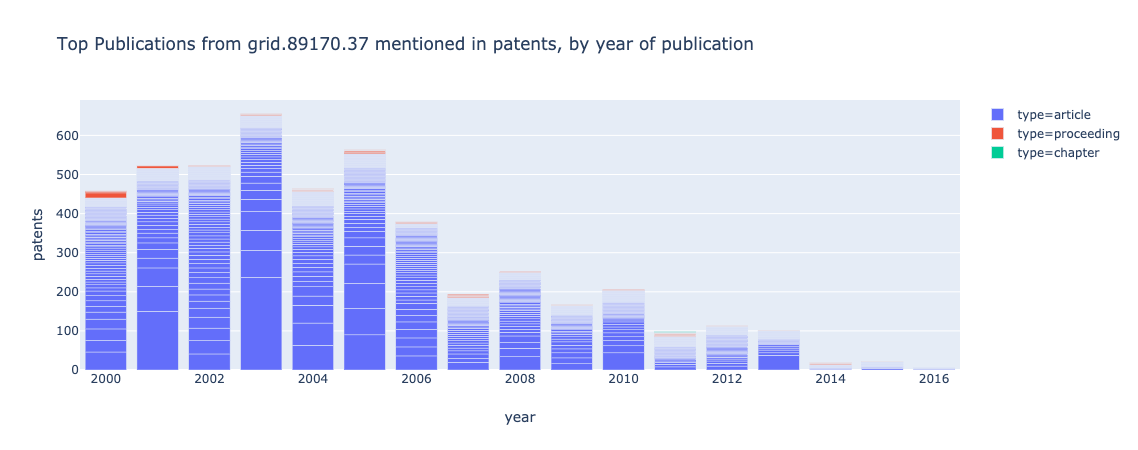 Top Publications from grid.89170.37 mentioned in patents, by year of publication
type=article
type=proceeding
type=chapter
patents
600
500
400
300
200
100
0
2000
2002
2004
2006
2008
2010
2012
2014
2016
year